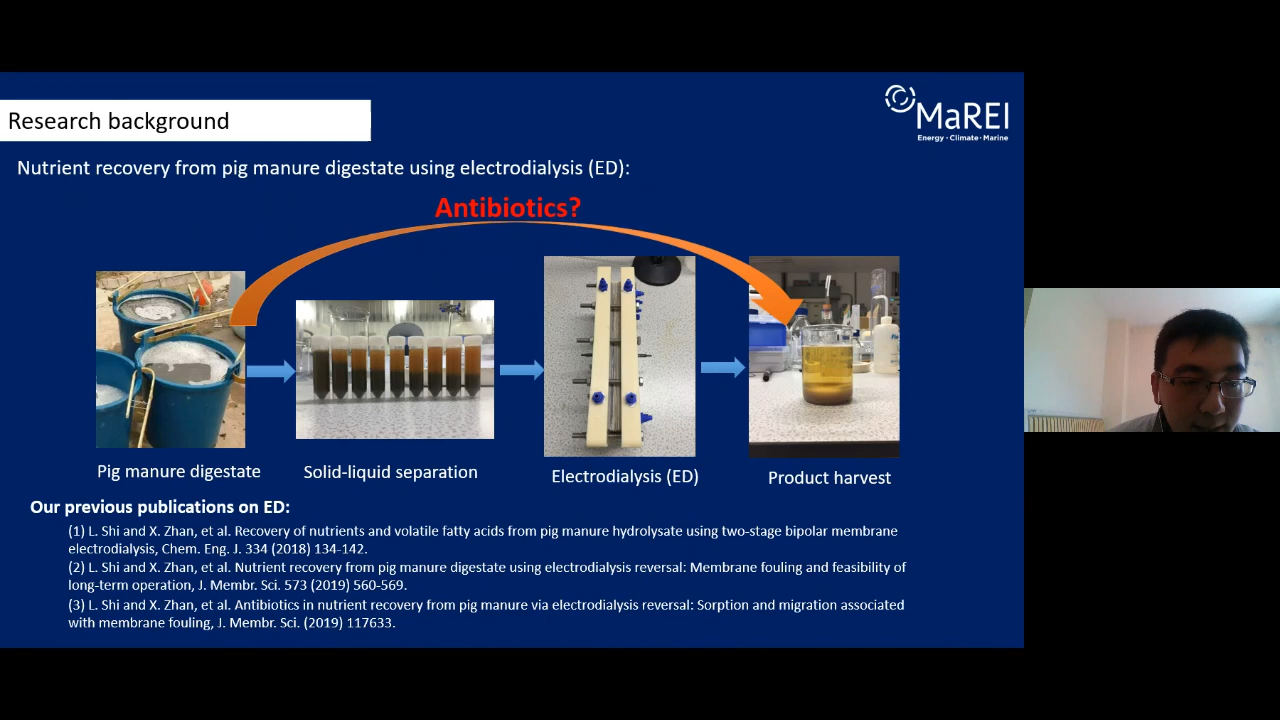 Research background
MaREI
Energy · Climate · Marine
Nutrient recovery from pig manure digestate using electrodialysis (ED):
Antibiotics?
Pig manure digestate
Solid-liquid separation
Electrodialysis (ED)
Product harvest
Our previous publications on ED:
(1) L. Shi and X. Zhan, et al. Recovery of nutrients and volatile fatty acids from pig manure hydrolysate using two-stage bipolar membrane
electrodialysis, Chem. Eng. J. 334 (2018) 134-142.
(2) L. Shi and X. Zhan, et al. Nutrient recovery from pig manure digestate using electrodialysis reversal: Membrane fouling and feasibility of
long-term operation, J. Membr. Sci. 573 (2019) 560-569.
(3) L. Shi and X. Zhan, et al. Antibiotics in nutrient recovery from pig manure via electrodialysis reversal: Sorption and migration associated
with membrane fouling, J. Membr. Sci. (2019) 117633.